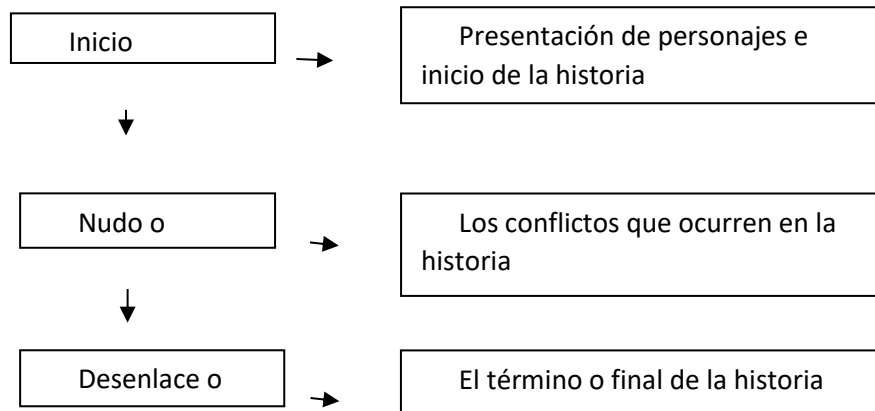 Inicio
Presentación de personajes e
inicio de la historia
Nudo o
Los conflictos que ocurren en la
historia
Desenlace o
El término o final de la historia